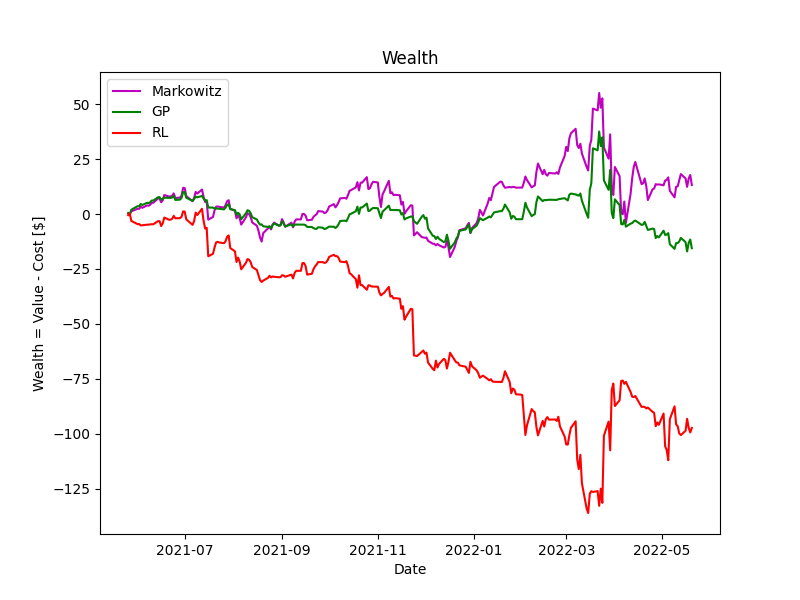 Wealth
Markowitz
GP
RL
50
25
0
−25
−50
−75
−100
−125
Wealth = Value - Cost [$]
2021-07
2021-09
2021-11
2022-01
2022-03
2022-05
Date